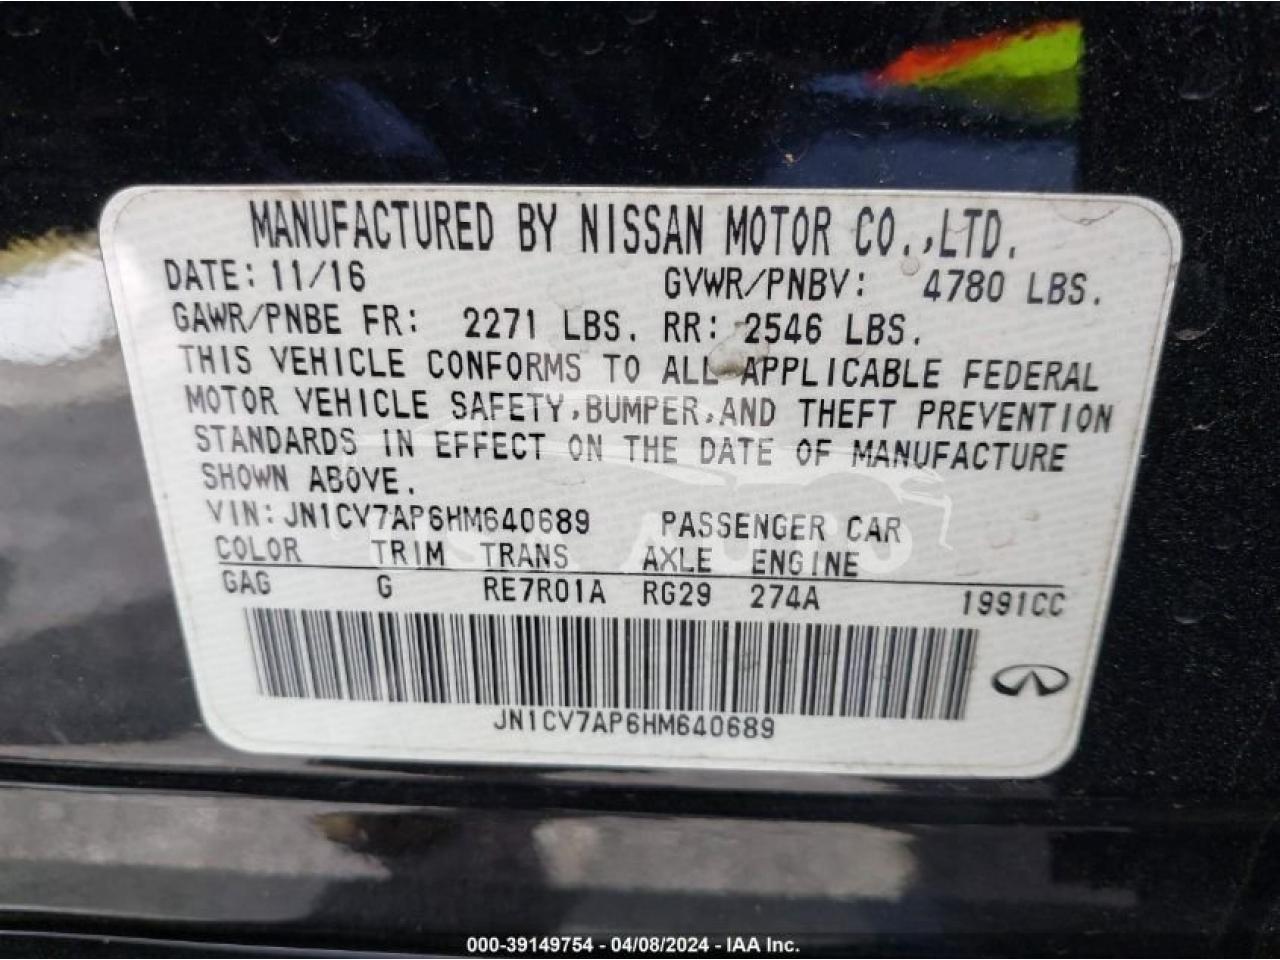 MANUFACTURED BY NISSAN MOTOR CO.,LTD.
DATE: 11/16 GVWR/PNBV: 4780 LBS.
GAWR/PNBE FR: 2271 LBS. RR: 2546 LBS.
THIS VEHICLE CONFORMS TO ALL APPLICABLE FEDERAL
MOTOR VEHICLE SAFETY,BUMPER,AND THEFT PREVENTION
STANDARDS IN EFFECT ON THE DATE OF MANUFACTURE
SHOWN ABOVE.
VIN: JN1CV7AP6HM640689 PASSENGER CAR
COLOR TRIM TRANS AXLE ENGINE
GAG G RE7R01A RG29 274A 1991CC
JN1CV7AP6HM640689
000-39149754 - 04/08/2024 - IAA Inc.